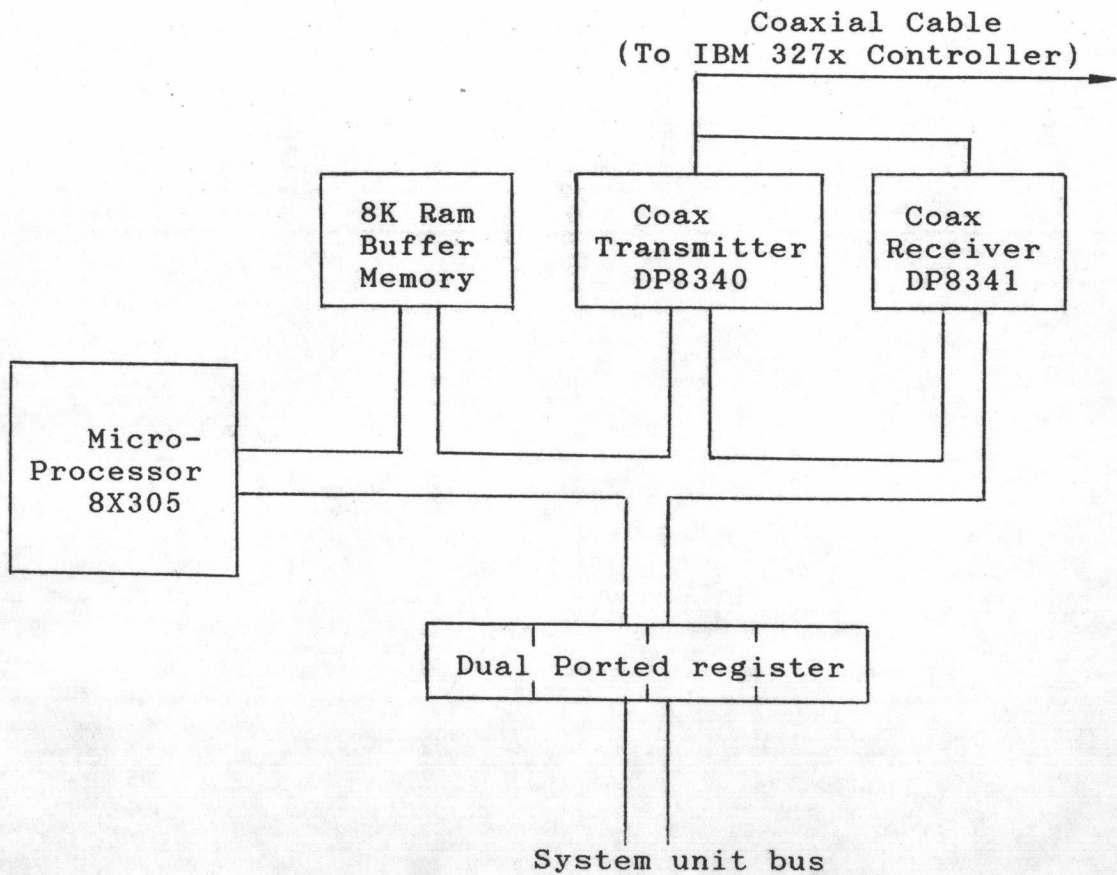 Coaxial Cable
(To IBM 327x Controller)
8K Ram
Buffer
Memory
Coax
Transmitter
DP8340
Coax
Receiver
DP8341
Micro-
Processor
8X305
Dual Ported register
System unit bus